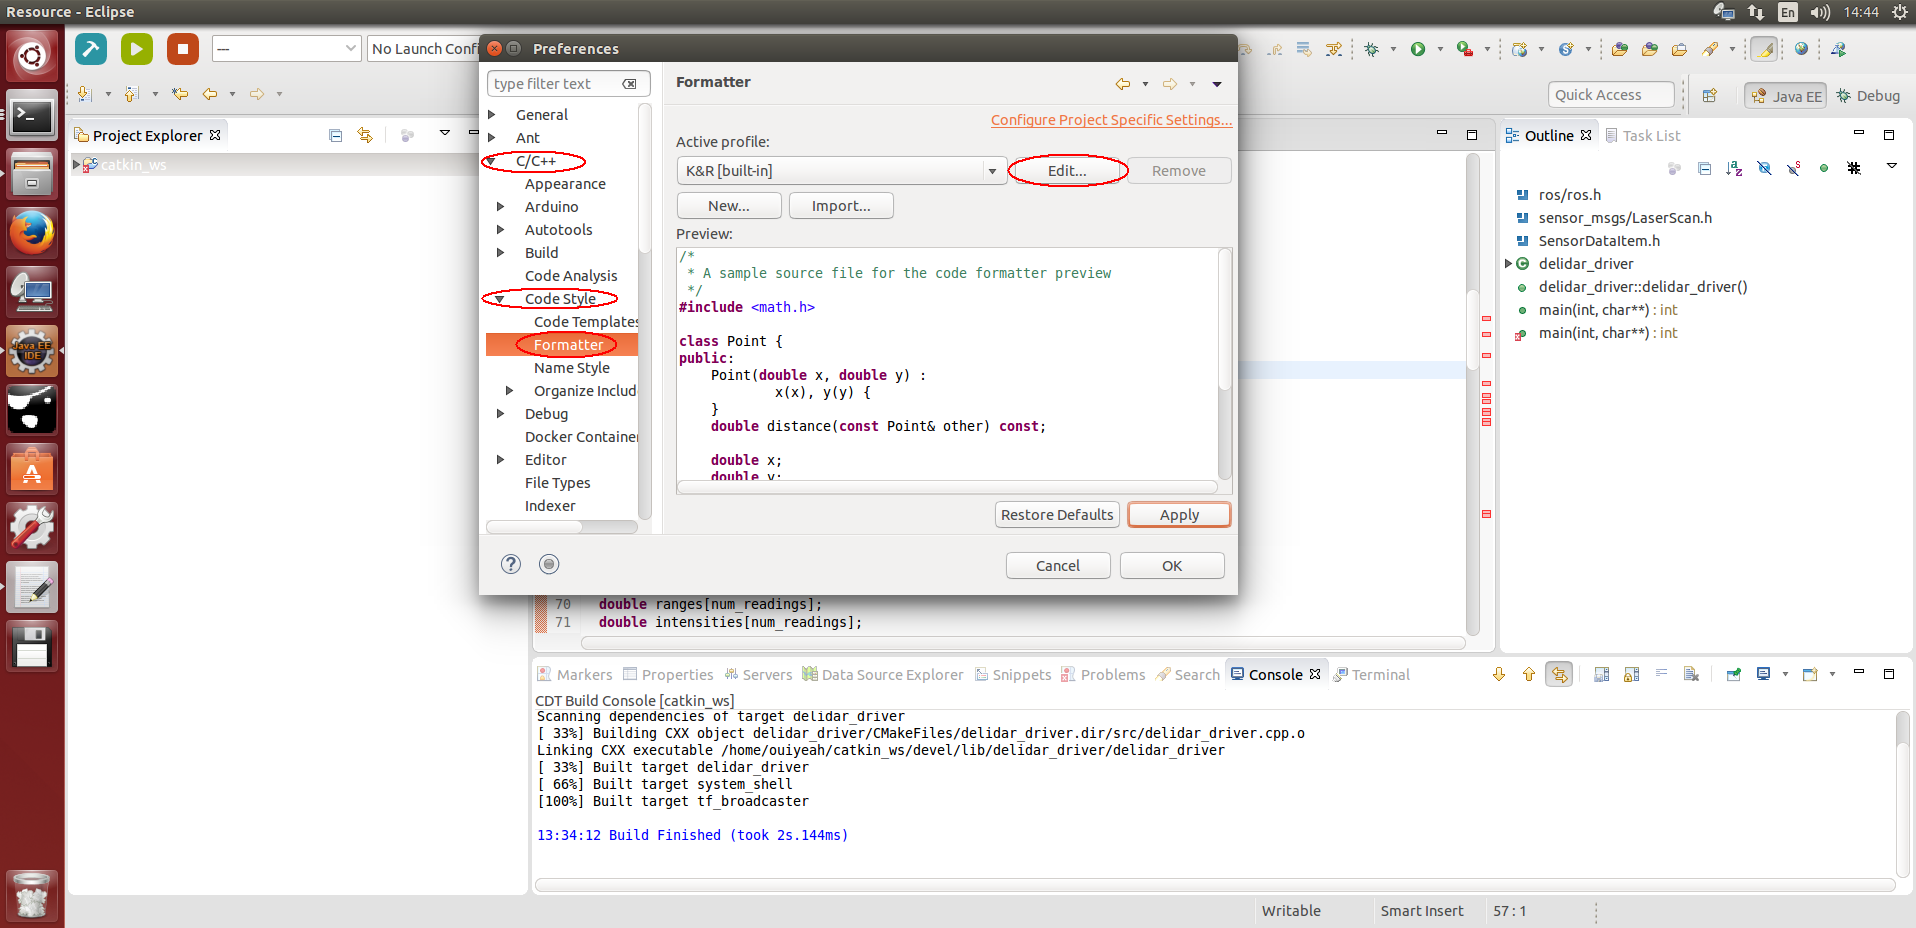 Resource - Eclipse
En
14:44
---
No Launch Confi
Quick Access
Java EE
Debug
Project Explorer
catkin_ws
Preferences
type filter text
General
Ant
C/C++
Appearance
Arduino
Autotools
Build
Code Analysis
Code Style
Code Templates
Formatter
Name Style
Organize Includ
Debug
Docker Container
Editor
File Types
Indexer
Formatter
Configure Project Specific Settings...
Active profile:
K&R [built-in]
Edit...
Remove
New...
Import...
Preview:
/*
 * A sample source file for the code formatter preview
 */
#include <math.h>
class Point {
public:
    Point(double x, double y) :
            x(x), y(y) {
    }
    double distance(const Point& other) const;
    double x;
    double y;
Restore Defaults
Apply
Cancel
OK
70 double ranges[num_readings];
71 double intensities[num_readings];
Outline
Task List
ros/ros.h
sensor_msgs/LaserScan.h
SensorDataItem.h
delidar_driver
delidar_driver::delidar_driver()
main(int, char**) : int
main(int, char**) : int
Java EE
IDE
Markers
Properties
Servers
Data Source Explorer
Snippets
Problems
Search
Console
Terminal
CDT Build Console [catkin_ws]
Scanning dependencies of target delidar_driver
[ 33%] Building CXX object delidar_driver/CMakeFiles/delidar_driver.dir/src/delidar_driver.cpp.o
Linking CXX executable /home/ouiyeah/catkin_ws/devel/lib/delidar_driver/delidar_driver
[ 33%] Built target delidar_driver
[ 66%] Built target system_shell
[100%] Built target tf_broadcaster
13:34:12 Build Finished (took 2s.144ms)
Writable
Smart Insert
57 : 1